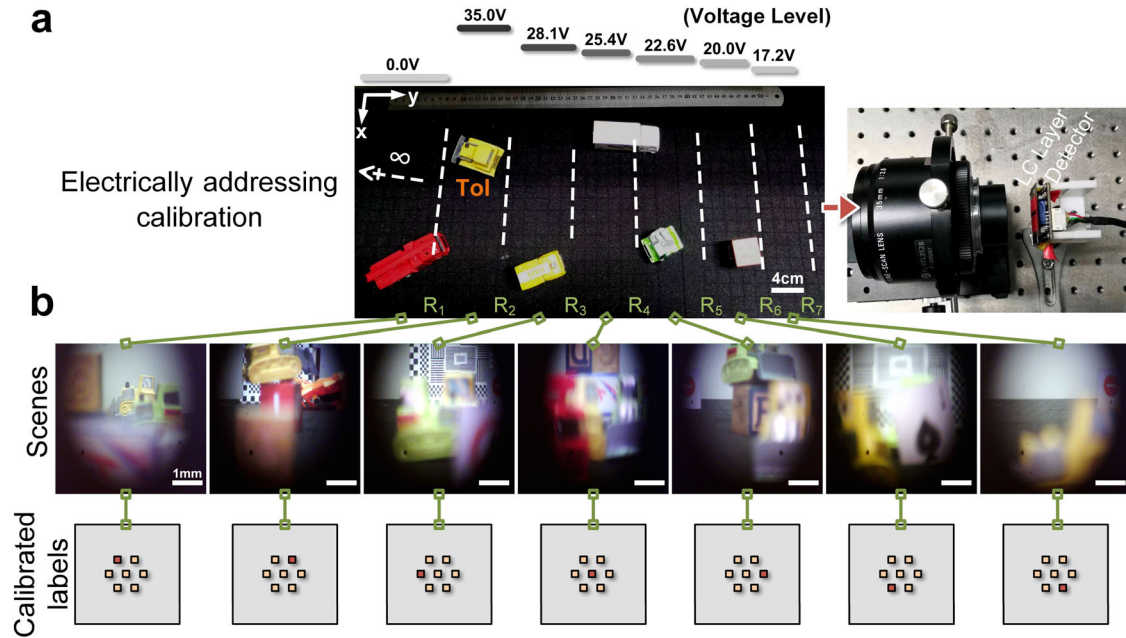 a
(Voltage Level)
35.0V
28.1V
25.4V
22.6V
20.0V
17.2V
0.0V
y
x
∞
ToI
Electrically addressing
calibration
4cm
LC Layer
Detector
R1 R2 R3 R4 R5 R6 R7
b
Scenes
1mm
Calibrated
labels